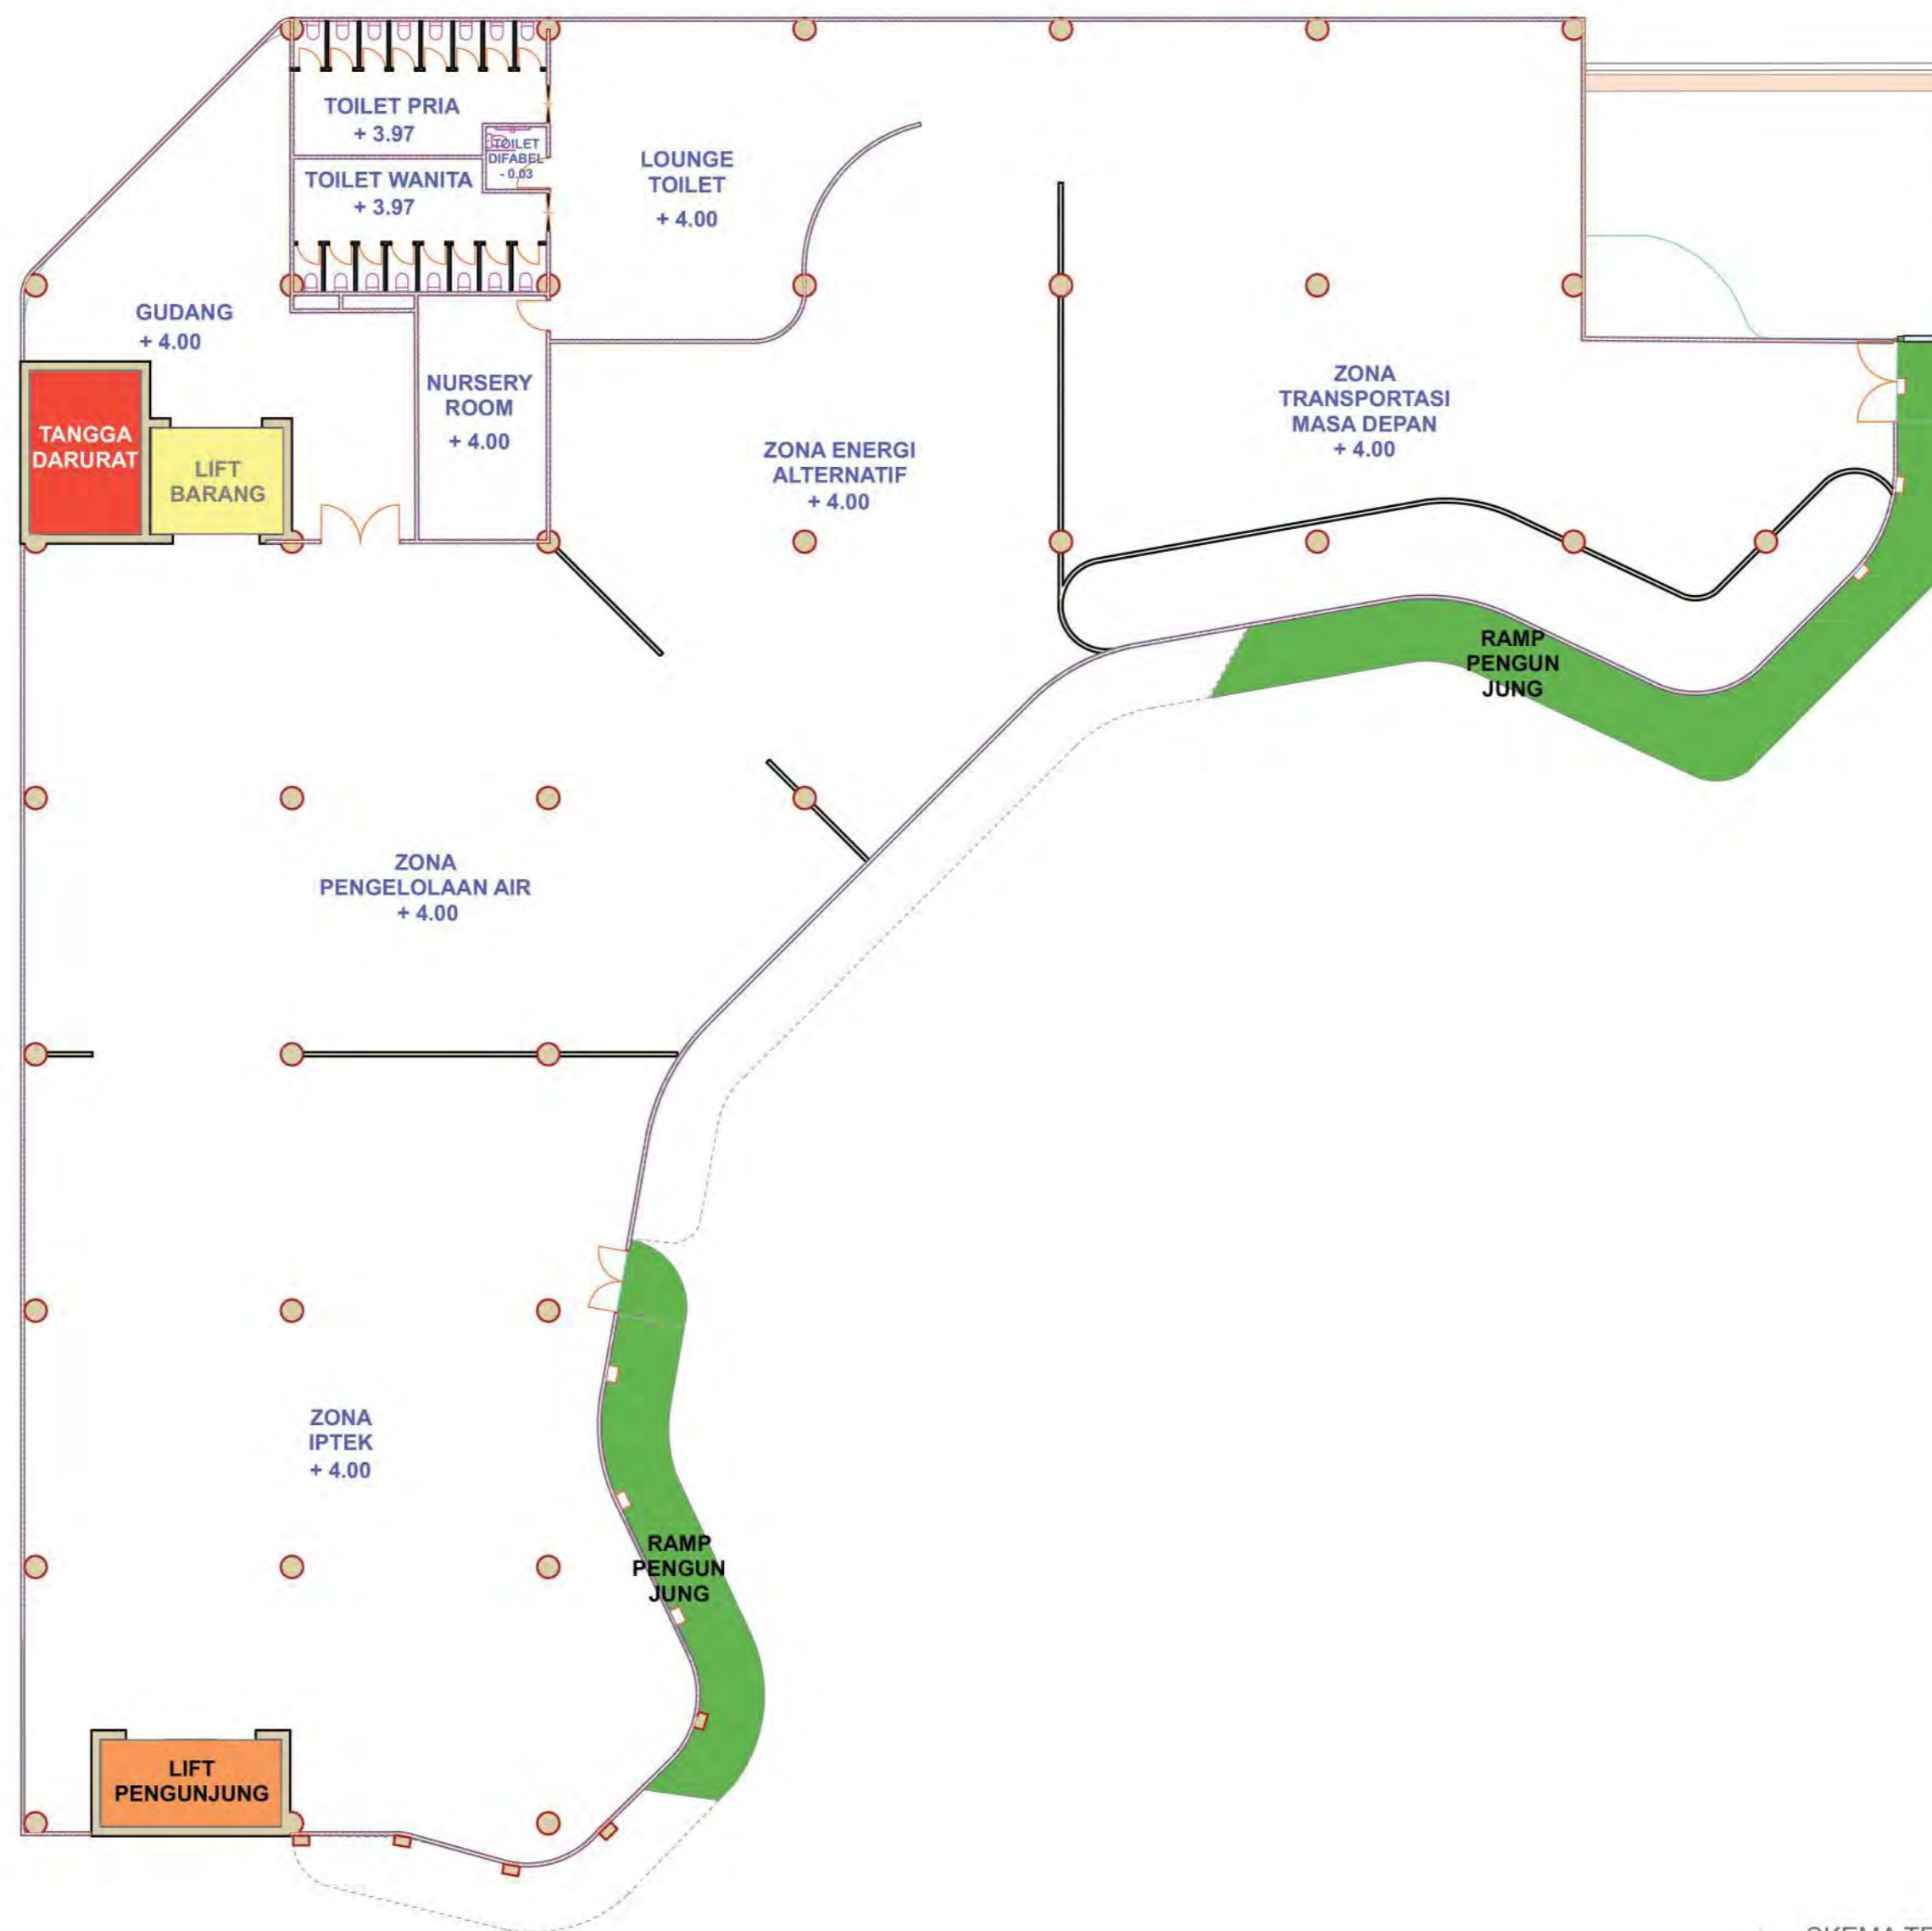 TOILET PRIA
+ 3.97
TOILET
DIFABEL
- 0.03
TOILET WANITA
+ 3.97
LOUNGE
TOILET
+ 4.00
GUDANG
+ 4.00
NURSERY
ROOM
+ 4.00
TANGGA
DARURAT
LIFT
BARANG
ZONA ENERGI
ALTERNATIF
+ 4.00
ZONA
TRANSPORTASI
MASA DEPAN
+ 4.00
RAMP
PENGUN
JUNG
ZONA
PENGELOLAAN AIR
+ 4.00
ZONA
IPTEK
+ 4.00
RAMP
PENGUN
JUNG
LIFT
PENGUNJUNG